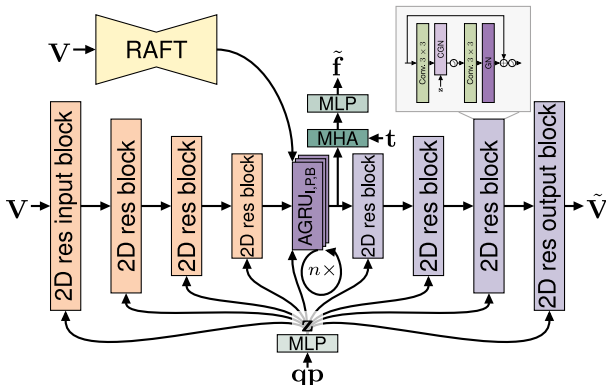 V
RAFT
f̃
MLP
MHA
t
Conv. 3 × 3
CGN
z
Conv. 3 × 3
GN
V
2D res input block
2D res block
2D res block
2D res block
AGRU_I,P,B
n×
2D res block
2D res block
2D res block
2D res output block
Ṽ
z
MLP
qp